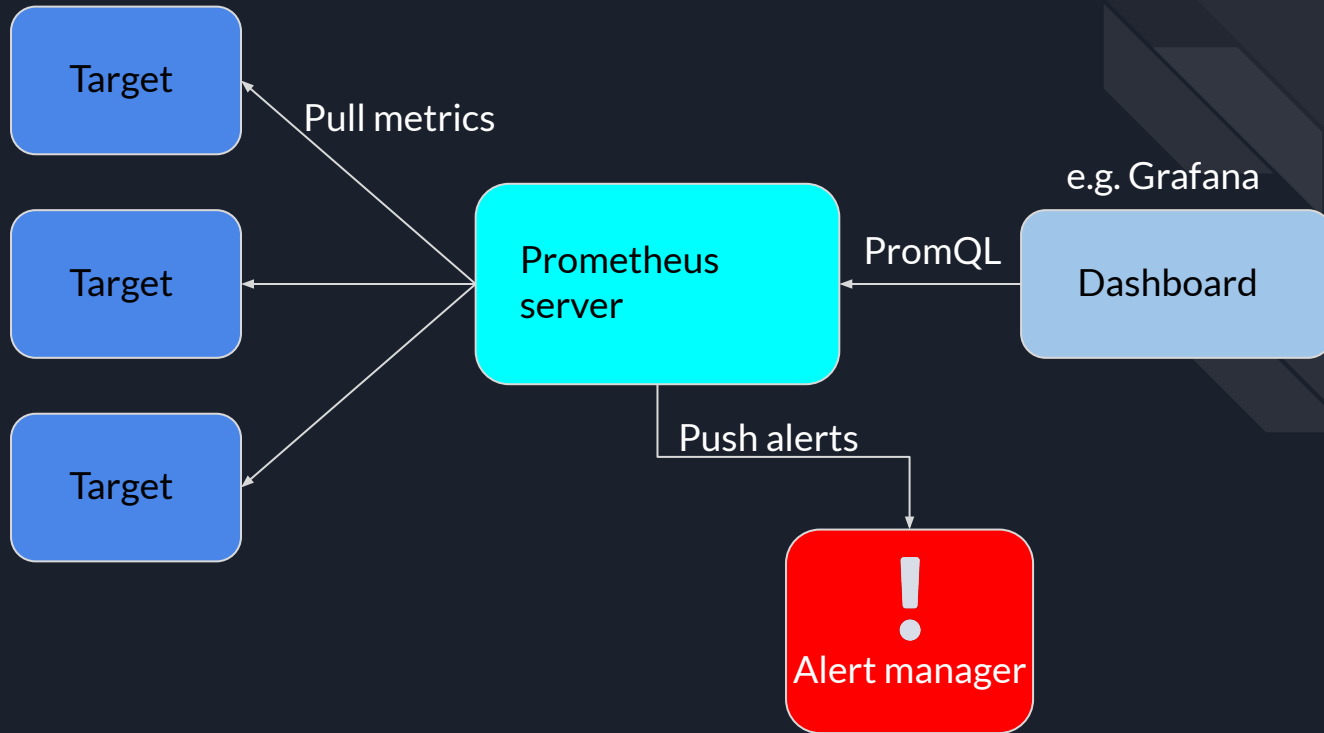 Target
Pull metrics
e.g. Grafana
Target
Prometheus
server
PromQL
Dashboard
Push alerts
Target
!
Alert manager